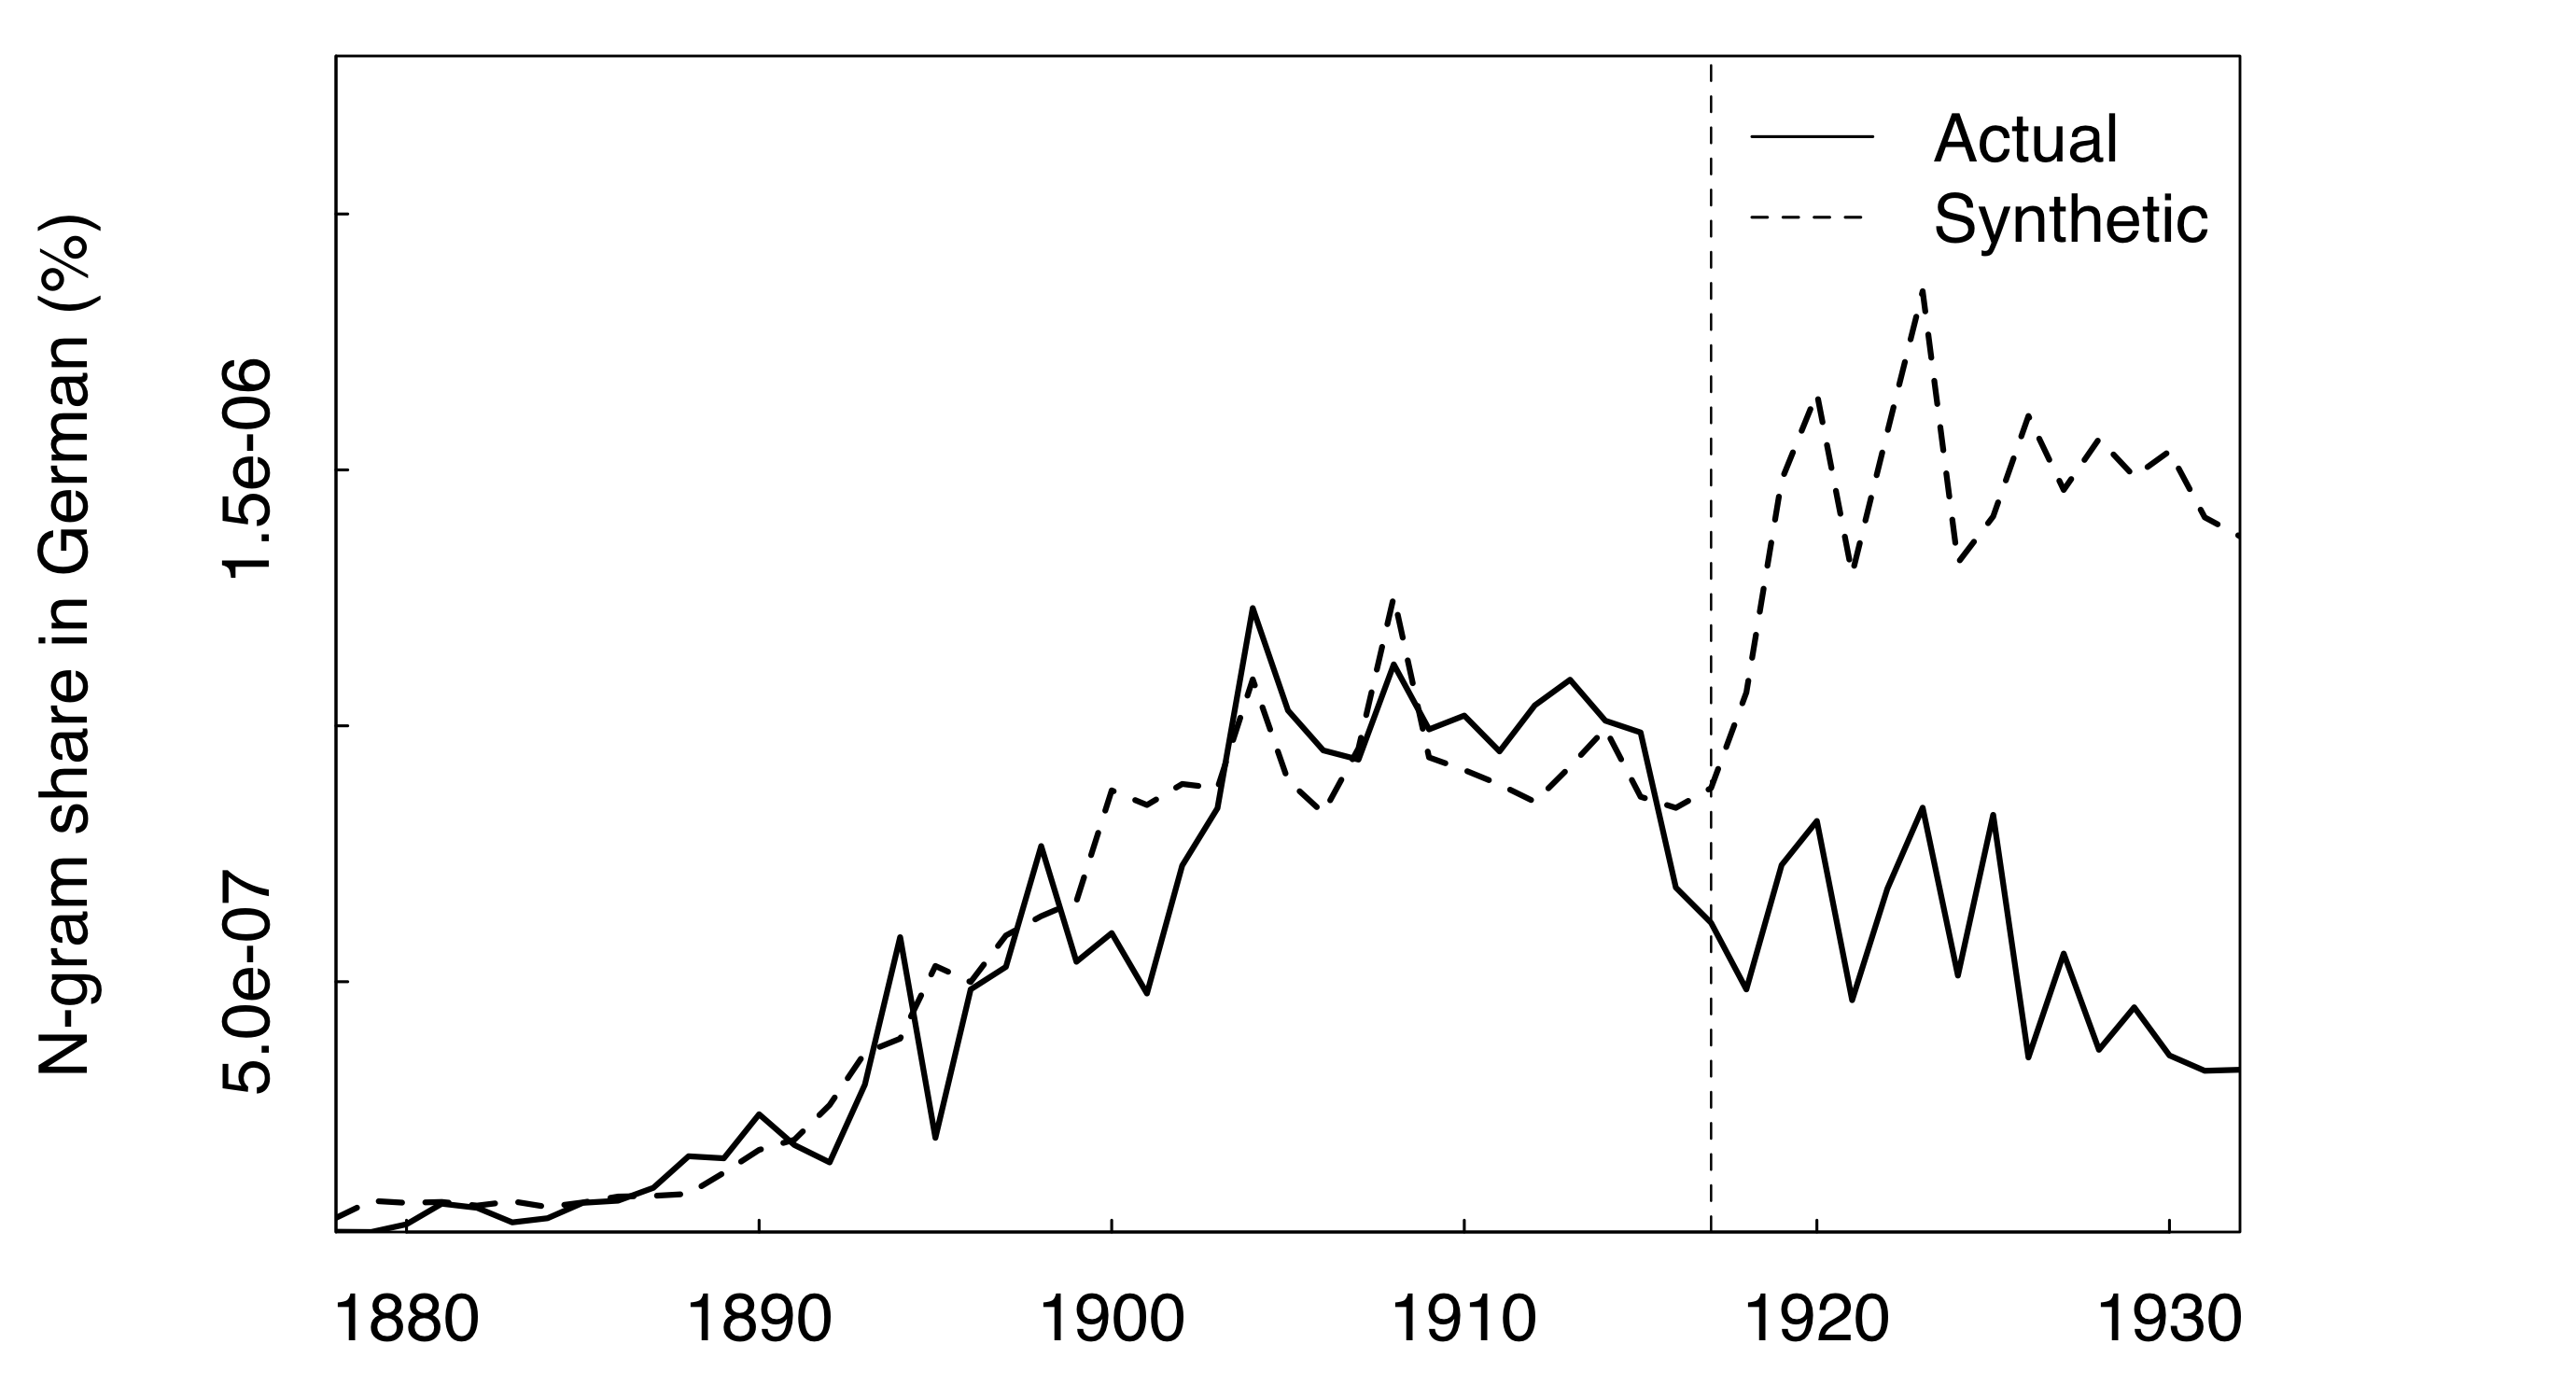 N-gram share in German (%)
1.5e-06
5.0e-07
Actual
Synthetic
1880 1890 1900 1910 1920 1930